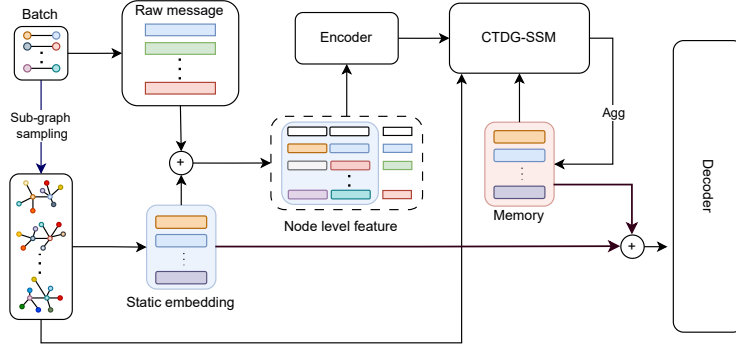 Batch
Raw message
Encoder
CTDG-SSM
Sub-graph
sampling
Agg
+
Node level feature
Memory
Decoder
+
Static embedding